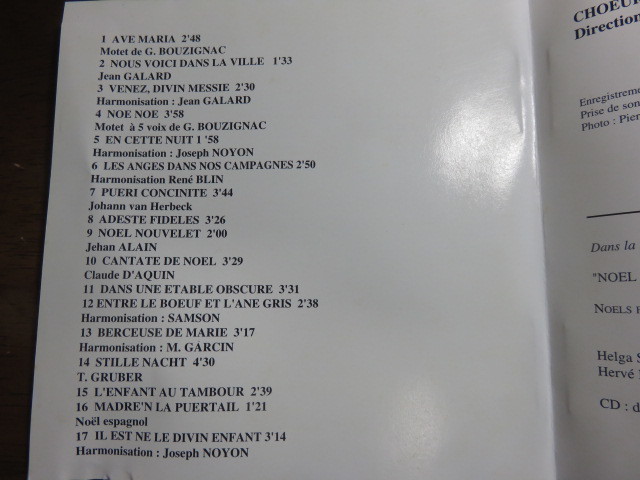 1 AVE MARIA 2'48
Motet de G. BOUZIGNAC
2 NOUS VOICI DANS LA VILLE 1'33
Jean GALARD
3 VENEZ, DIVIN MESSIE 2'30
Harmonisation : Jean GALARD
4 NOE NOE 3'58
Motet à 5 voix de G. BOUZIGNAC
5 EN CETTE NUIT 1 '58
Harmonisation : Joseph NOYON
6 LES ANGES DANS NOS CAMPAGNES 2'50
Harmonisation René BLIN
7 PUERI CONCINITE 3'44
Johann van Herbeck
8 ADESTE FIDELES 3'26
9 NOEL NOUVELET 2'00
Jehan ALAIN
10 CANTATE DE NOEL 3'29
Claude D'AQUIN
11 DANS UNE ETABLE OBSCURE 3'31
12 ENTRE LE BOEUF ET L'ANE GRIS 2'38
Harmonisation : SAMSON
13 BERCEUSE DE MARIE 3'17
Harmonisation : M. GARCIN
14 STILLE NACHT 4'30
T. GRUBER
15 L'ENFANT AU TAMBOUR 2'39
16 MADRE'N LA PUERTAIL 1'21
Noël espagnol
17 IL EST NE LE DIVIN ENFANT 3'14
Harmonisation : Joseph NOYON
CHOEUR
Direction
Enregistreme
Prise de son
Photo : Pier
Dans la
"NOEL
NOELS
Helga S
Hervé
CD : d